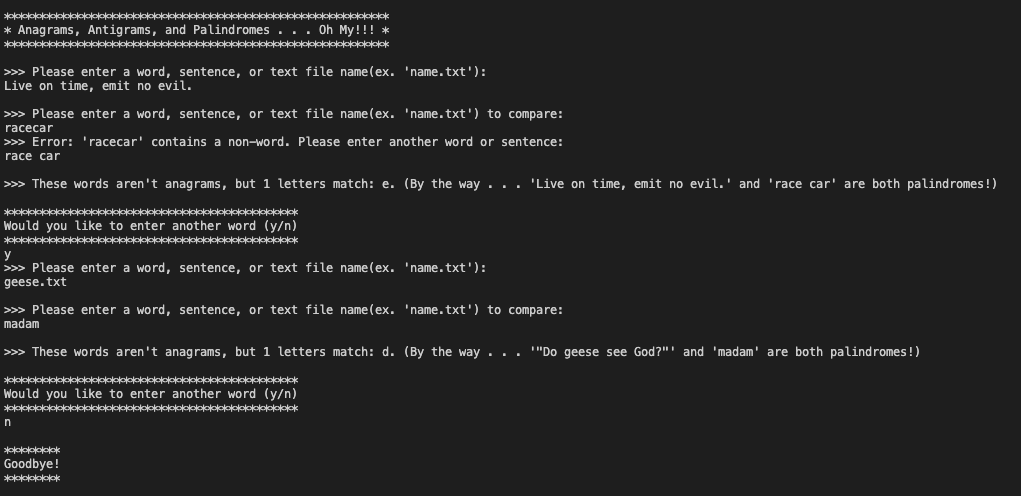 *******************************************************
* Anagrams, Antigrams, and Palindromes . . . Oh My!!! *
*******************************************************
>>> Please enter a word, sentence, or text file name(ex. 'name.txt'):
Live on time, emit no evil.
>>> Please enter a word, sentence, or text file name(ex. 'name.txt') to compare:
racecar
>>> Error: 'racecar' contains a non-word. Please enter another word or sentence:
race car
>>> These words aren't anagrams, but 1 letters match: e. (By the way . . . 'Live on time, emit no evil.' and 'race car' are both palindromes!)
******************************************
Would you like to enter another word (y/n)
******************************************
y
>>> Please enter a word, sentence, or text file name(ex. 'name.txt'):
geese.txt
>>> Please enter a word, sentence, or text file name(ex. 'name.txt') to compare:
madam
>>> These words aren't anagrams, but 1 letters match: d. (By the way . . . '"Do geese see God?"' and 'madam' are both palindromes!)
******************************************
Would you like to enter another word (y/n)
******************************************
n
********
Goodbye!
********